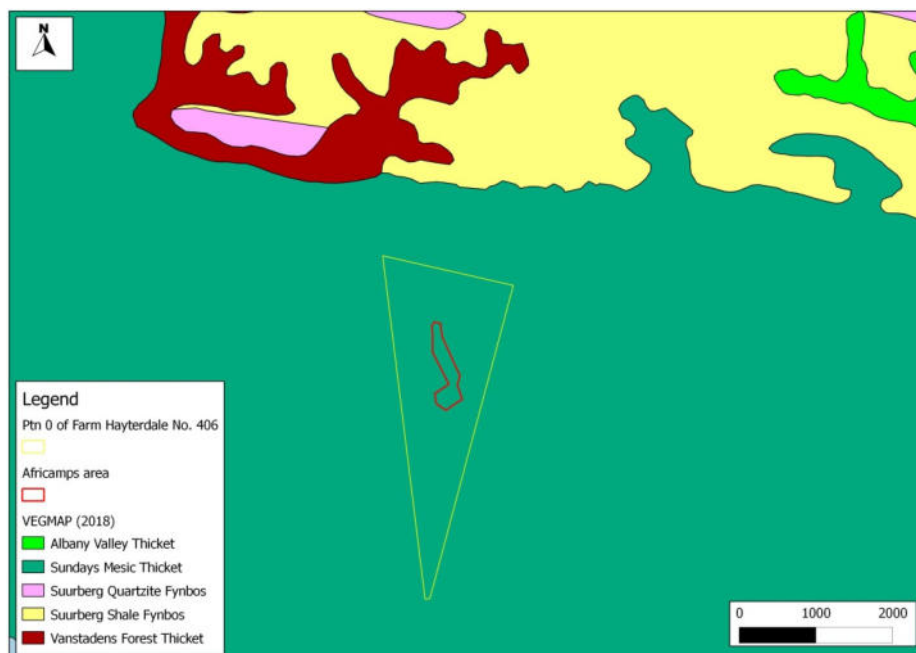 N
Legend
Ptn 0 of Farm Hayterdale No. 406
Africamps area
VEGMAP (2018)
Albany Valley Thicket
Sundays Mesic Thicket
Suurberg Quartzite Fynbos
Suurberg Shale Fynbos
Vanstadens Forest Thicket
0 1000 2000